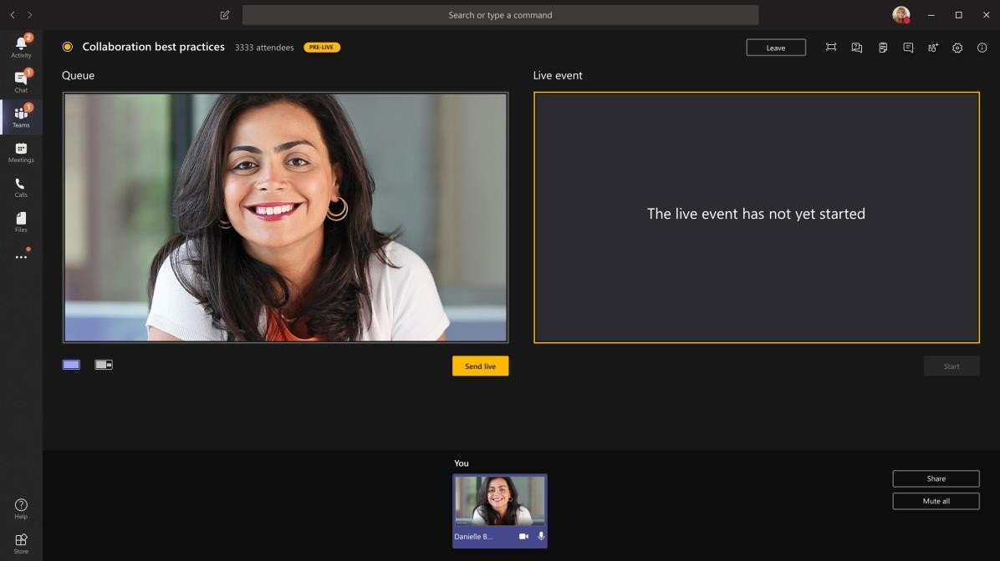 Search or type a command
2
Activity
1
Chat
1
Teams
Meetings
Calls
Files
Help
Store
Collaboration best practices 3333 attendees PRE-LIVE
Leave
Queue
Live event
The live event has not yet started
Send live
Start
You
Danielle B...
Share
Mute all